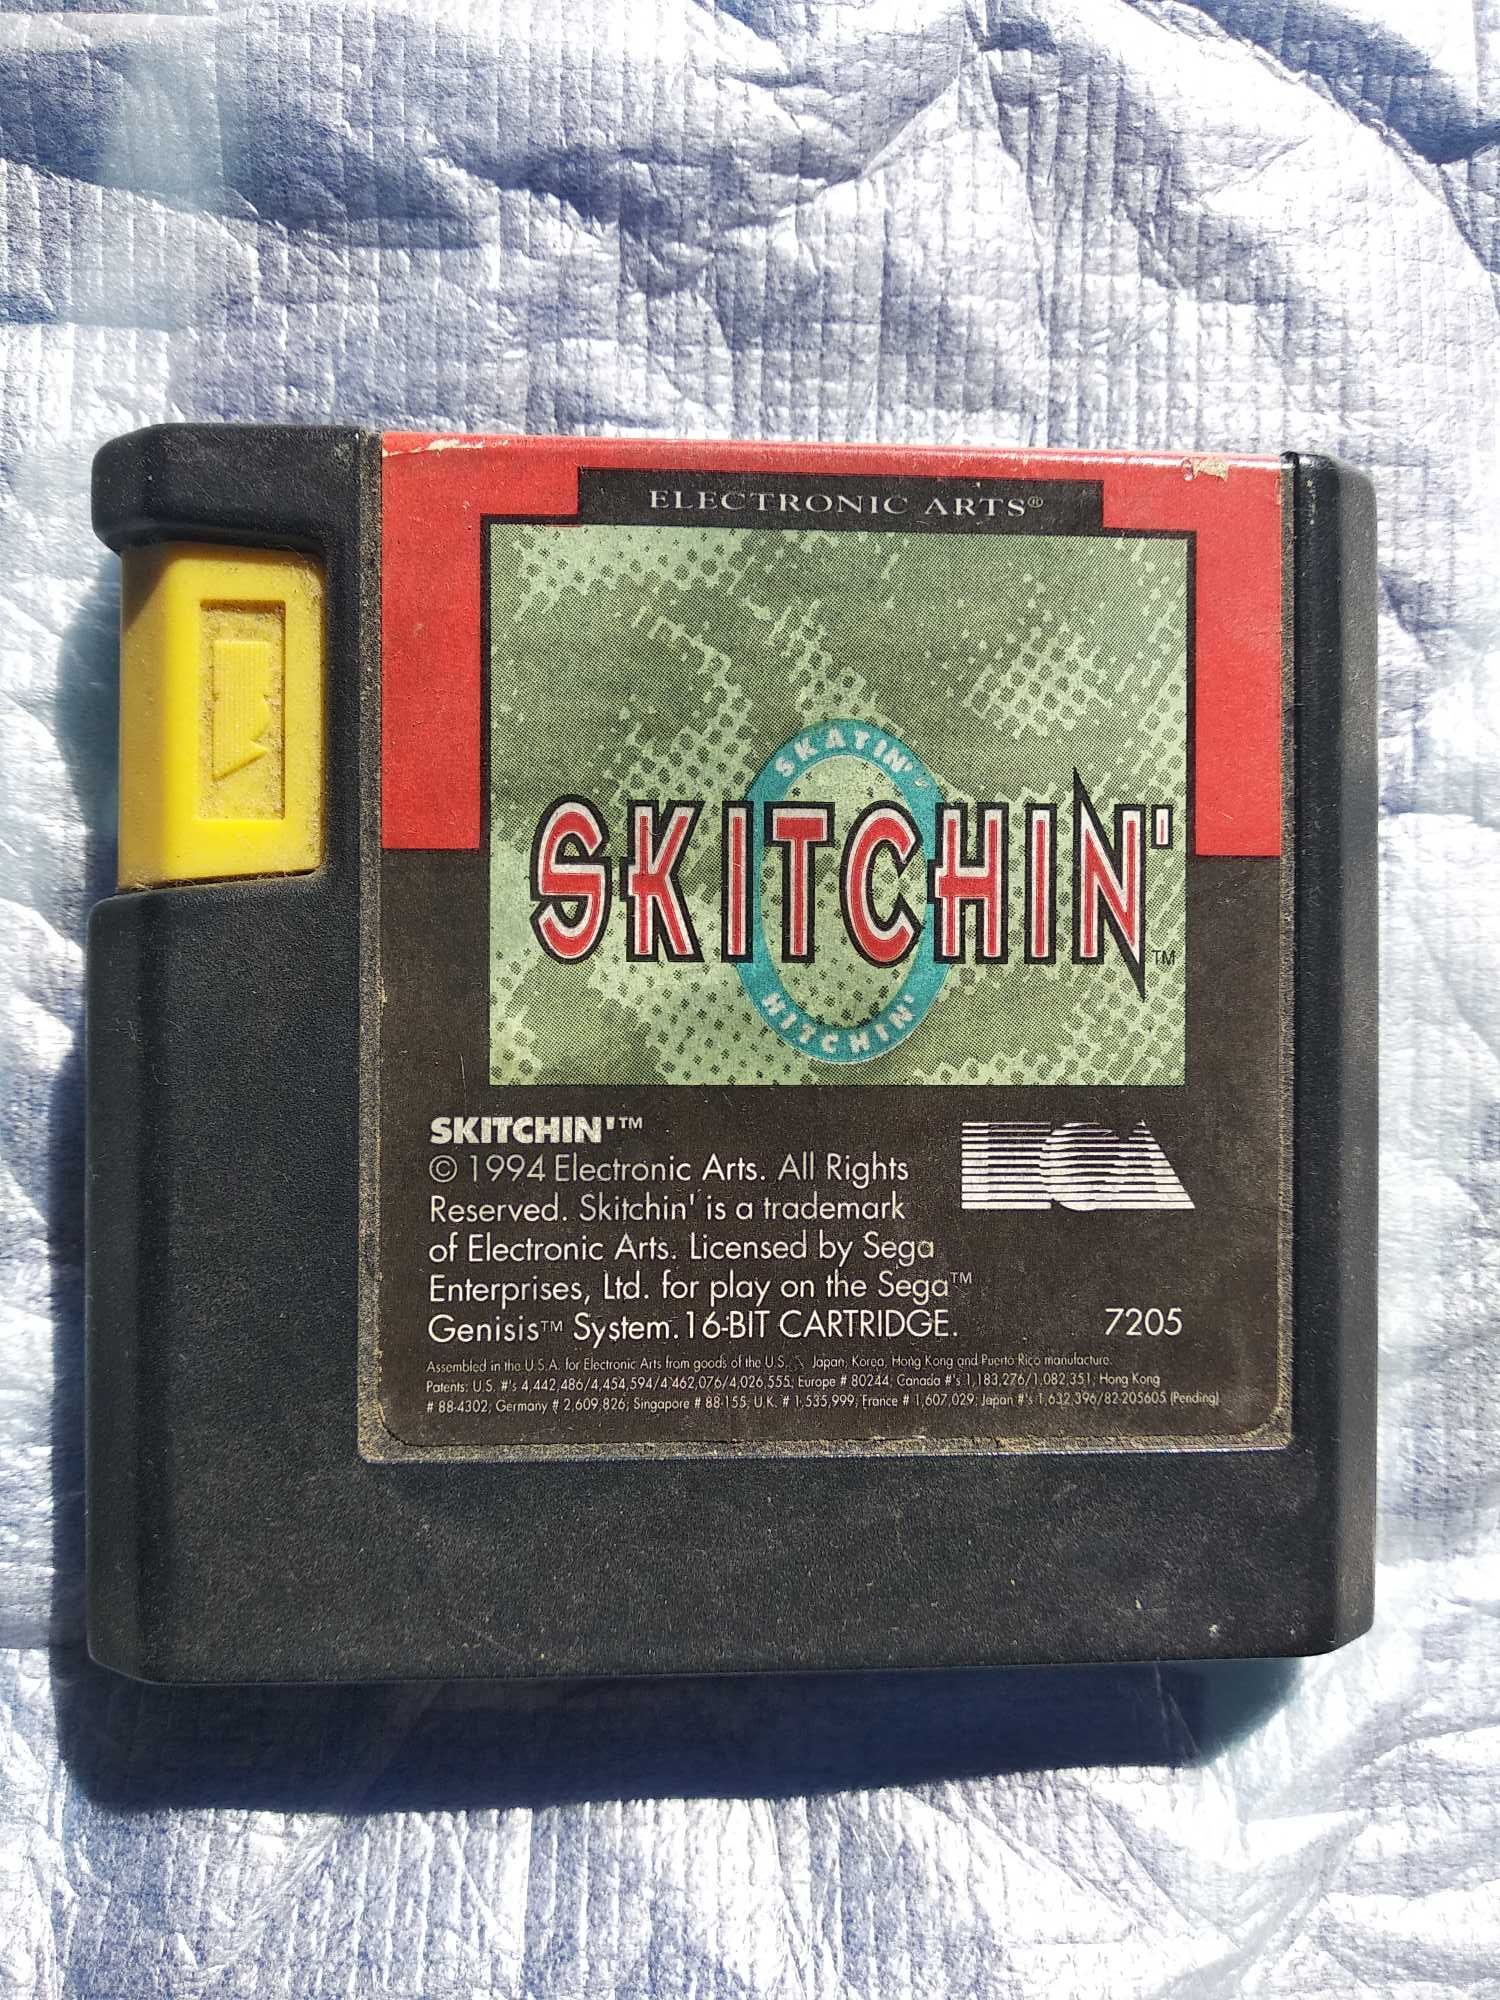 ELECTRONIC ARTS®
SKATIN' &
SKITCHIN'™
HITCHIN'
SKITCHIN'™
© 1994 Electronic Arts. All Rights
Reserved. Skitchin' is a trademark
of Electronic Arts. Licensed by Sega
Enterprises, Ltd. for play on the Sega™
Genisis™ System. 16-BIT CARTRIDGE.
EA
7205
Assembled in the U.S.A. for Electronic Arts from goods of the U.S. Japan, Korea, Hong Kong and Puerto Rico manufacture.
Patents: U.S. #'s 4,442,486/4,454,594/4,462,076/4,026,555; Europe # 80244; Canada #'s 1,183,276/1,082,351; Hong Kong
# 88-4302; Germany # 2,609,826; Singapore # 88-155; U.K. # 1,535,999; France # 1,607,029; Japan #'s 1,632,396/82-205605 (Pending)